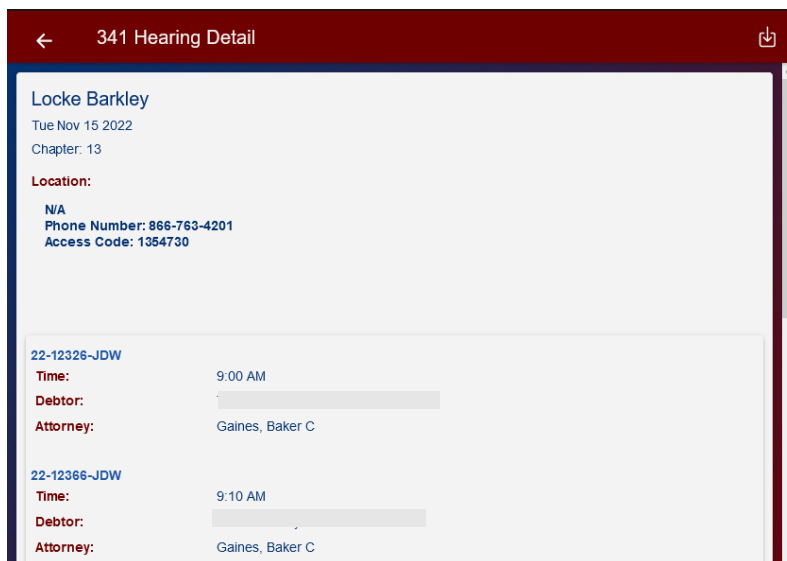 341 Hearing Detail
Locke Barkley
Tue Nov 15 2022
Chapter: 13
Location:
N/A
Phone Number: 866-763-4201
Access Code: 1354730
22-12326-JDW
Time: 9:00 AM
Debtor:
Attorney: Gaines, Baker C
22-12366-JDW
Time: 9:10 AM
Debtor:
Attorney: Gaines, Baker C